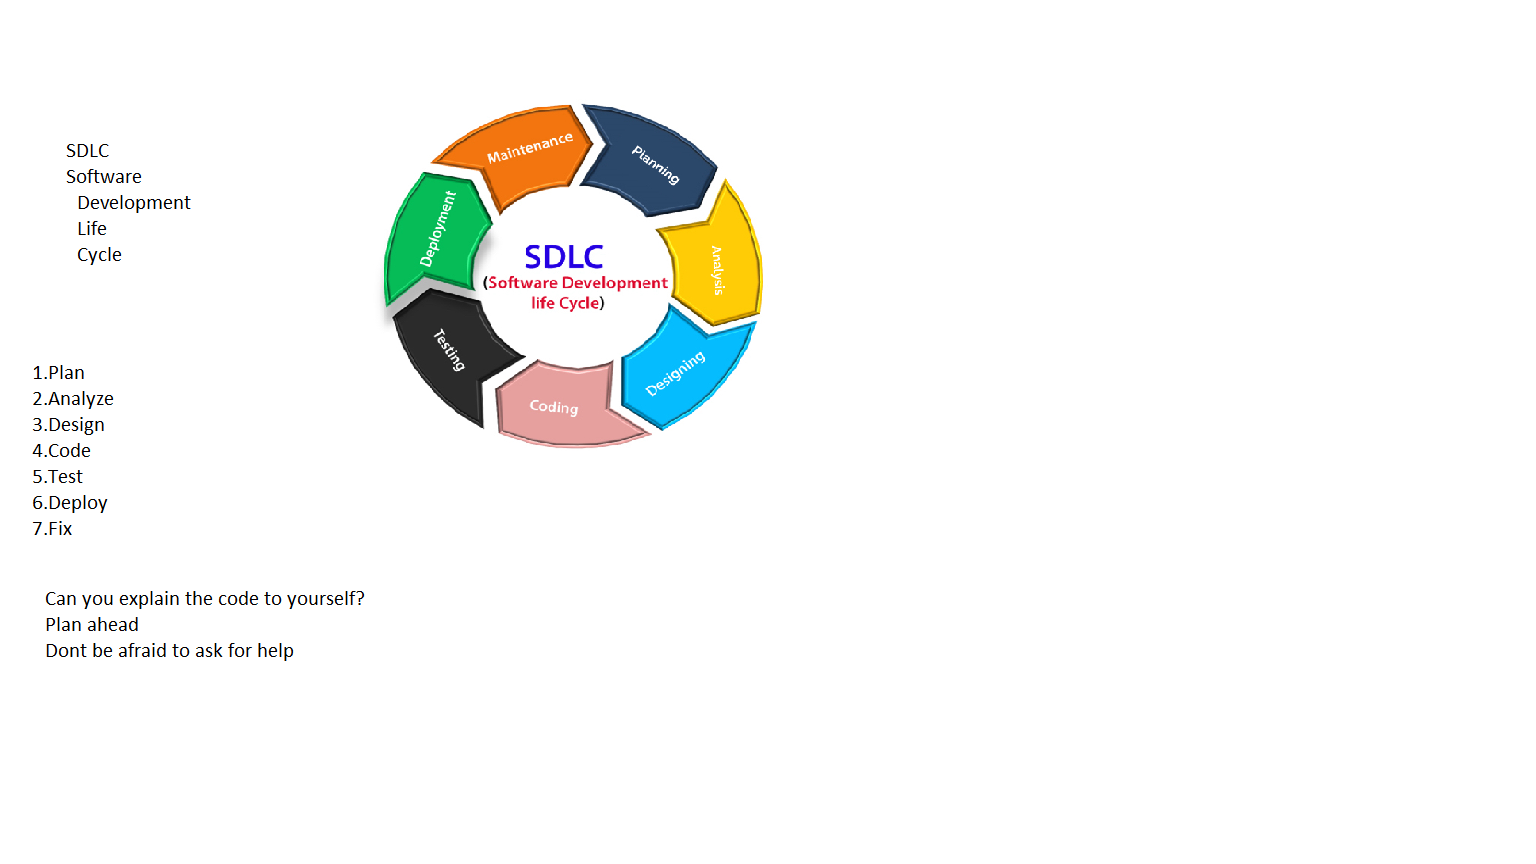 SDLC
Software
Development
Life
Cycle
1.Plan
2.Analyze
3.Design
4.Code
5.Test
6.Deploy
7.Fix
Can you explain the code to yourself?
Plan ahead
Dont be afraid to ask for help
Planning
Analysis
Designing
Coding
Testing
Deployment
Maintenance
SDLC
(Software Development
life Cycle)